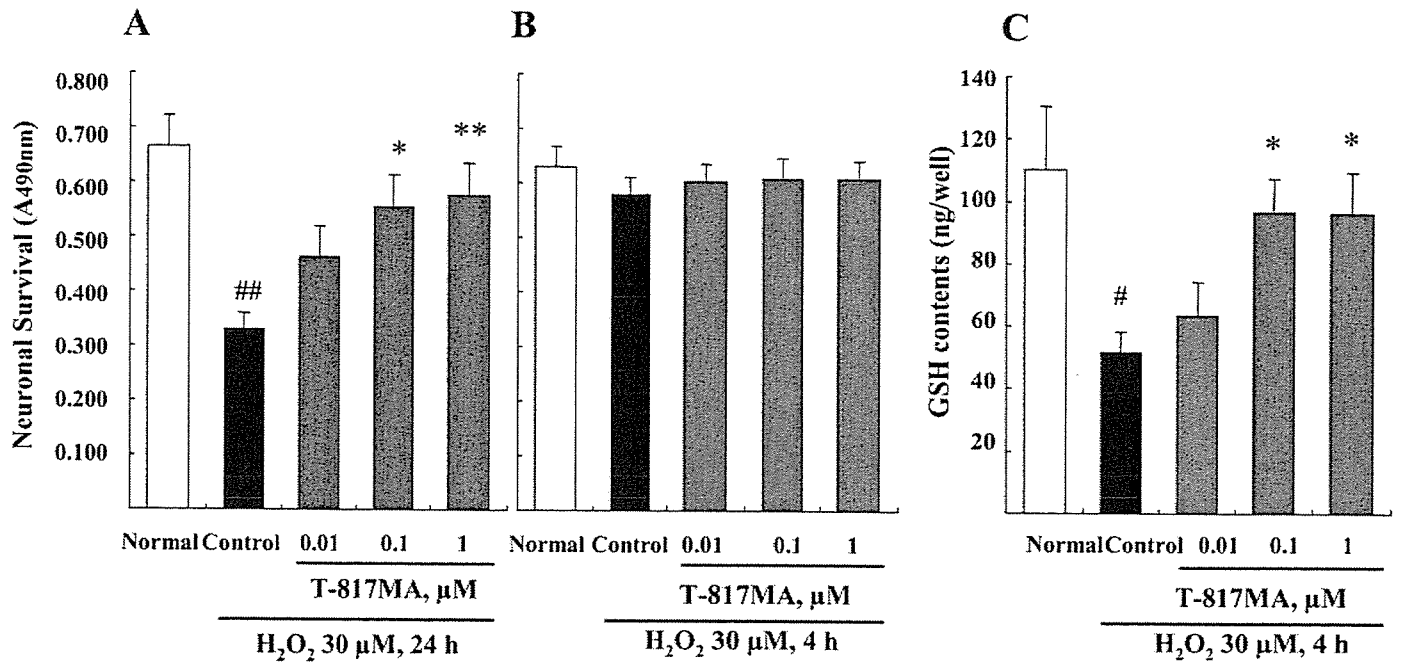 A
B
C
Neuronal Survival (A490nm)
0.800
0.700
0.600
0.500
0.400
0.300
0.200
0.100
##
*
**
Normal Control 0.01 0.1 1
T-817MA, µM
H₂O₂ 30 µM, 24 h
Normal Control 0.01 0.1 1
T-817MA, µM
H₂O₂ 30 µM, 4 h
GSH contents (ng/well)
140
120
100
80
60
40
20
#
*
*
Normal Control 0.01 0.1 1
T-817MA, µM
H₂O₂ 30 µM, 4 h